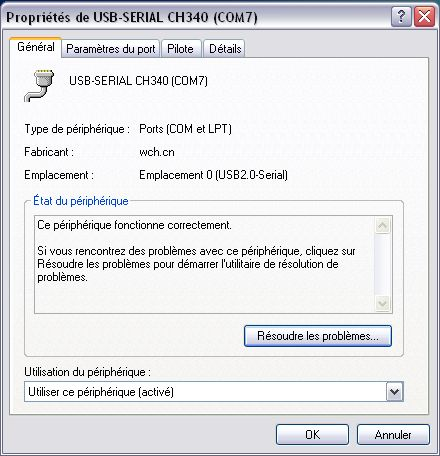 Propriétés de USB-SERIAL CH340 (COM7)
Général
Paramètres du port
Pilote
Détails
USB-SERIAL CH340 (COM7)
Type de périphérique : Ports (COM et LPT)
Fabricant : wch.cn
Emplacement : Emplacement 0 (USB2.0-Serial)
État du périphérique
Ce périphérique fonctionne correctement.
Si vous rencontrez des problèmes avec ce périphérique, cliquez sur
Résoudre les problèmes pour démarrer l'utilitaire de résolution de
problèmes.
Résoudre les problèmes...
Utilisation du périphérique :
Utiliser ce périphérique (activé)
OK
Annuler